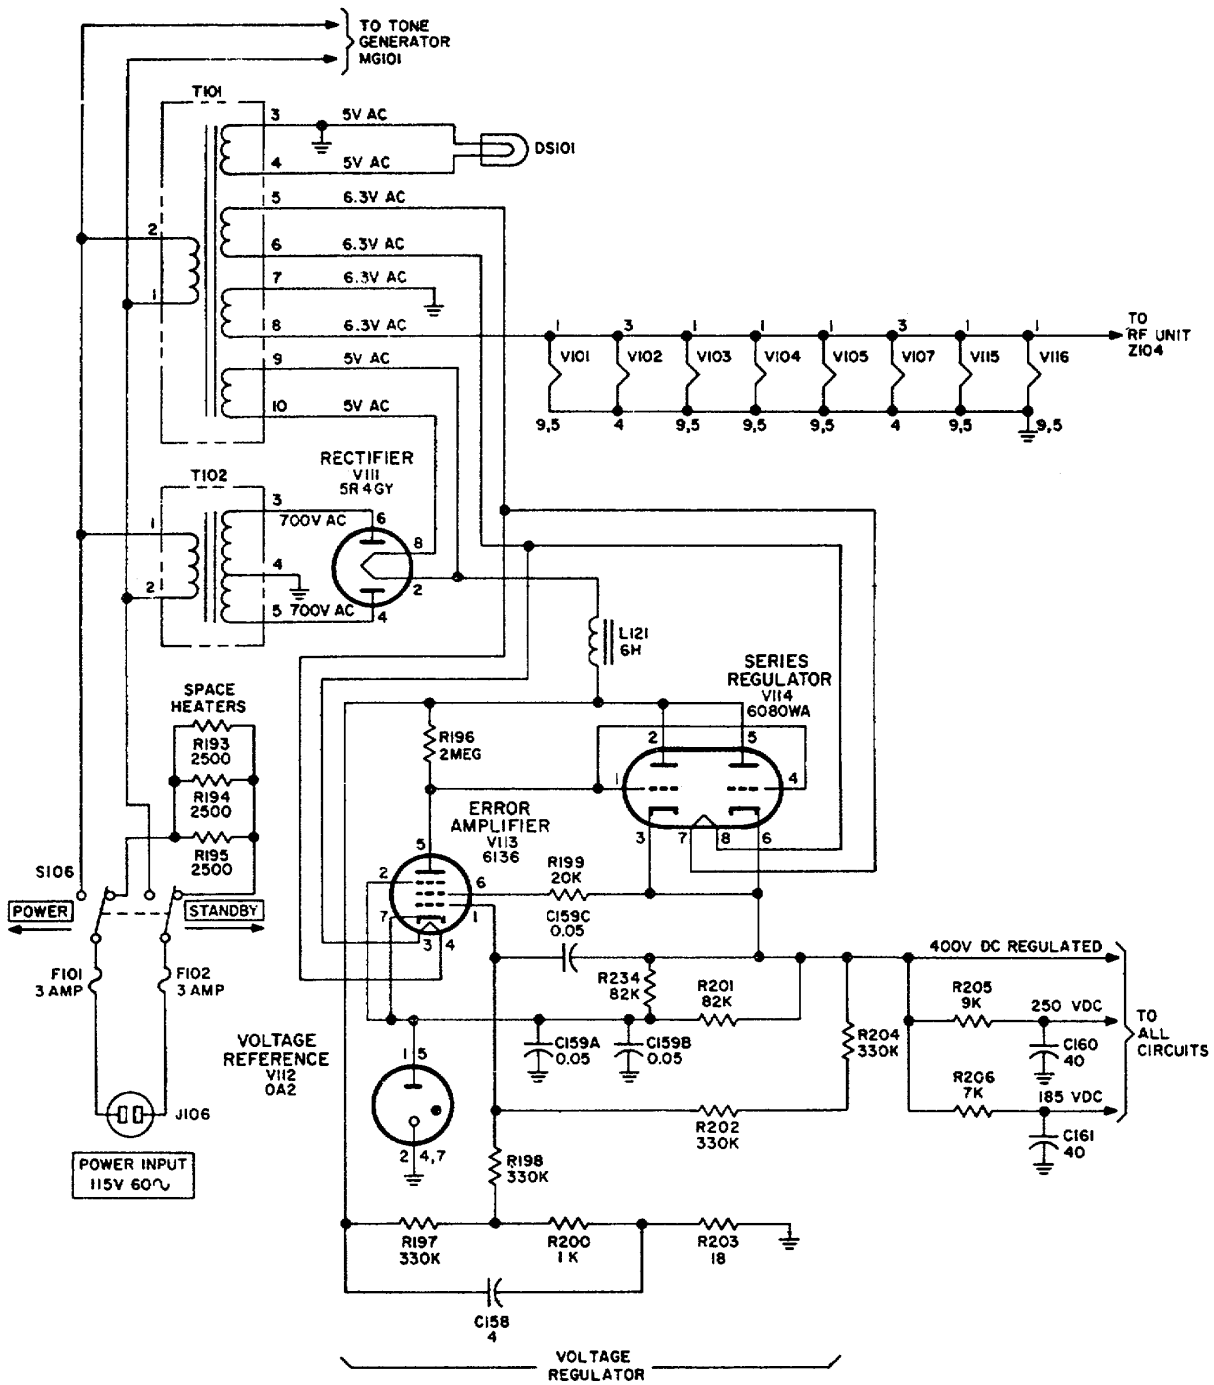 TO TONE
GENERATOR
MG101
T101
3
5V AC
4
5V AC
DS101
5
6.3V AC
2
6
6.3V AC
7
6.3V AC
1
8
6.3V AC
9
5V AC
10
5V AC
1
3
1
1
1
3
1
1
TO
RF UNIT
Z104
V101
V102
V103
V104
V105
V107
V115
V116
9,5
4
9,5
9,5
9,5
4
9,5
9,5
RECTIFIER
V111
5R4GY
T102
3
700V AC
6
1
8
4
2
2
5
700V AC
4
L121
6H
SERIES
REGULATOR
V114
6080WA
SPACE
HEATERS
R193
2500
R194
2500
R195
2500
R196
2MEG
2
5
1
4
3
7
8
6
ERROR
AMPLIFIER
V113
6136
5
2
6
7
1
3
4
R199
20K
C159C
0.05
S106
POWER
STANDBY
F101
3 AMP
F102
3 AMP
R234
82K
R201
82K
400V DC REGULATED
R205
9K
250 VDC
C160
40
TO
ALL
CIRCUITS
R204
330K
R206
7K
185 VDC
C161
40
VOLTAGE
REFERENCE
V112
OA2
1
5
C159A
0.05
C159B
0.05
2
4,7
J106
POWER INPUT
115V 60∿
R202
330K
R198
330K
R197
330K
R200
1K
R203
18
C158
4
VOLTAGE
REGULATOR